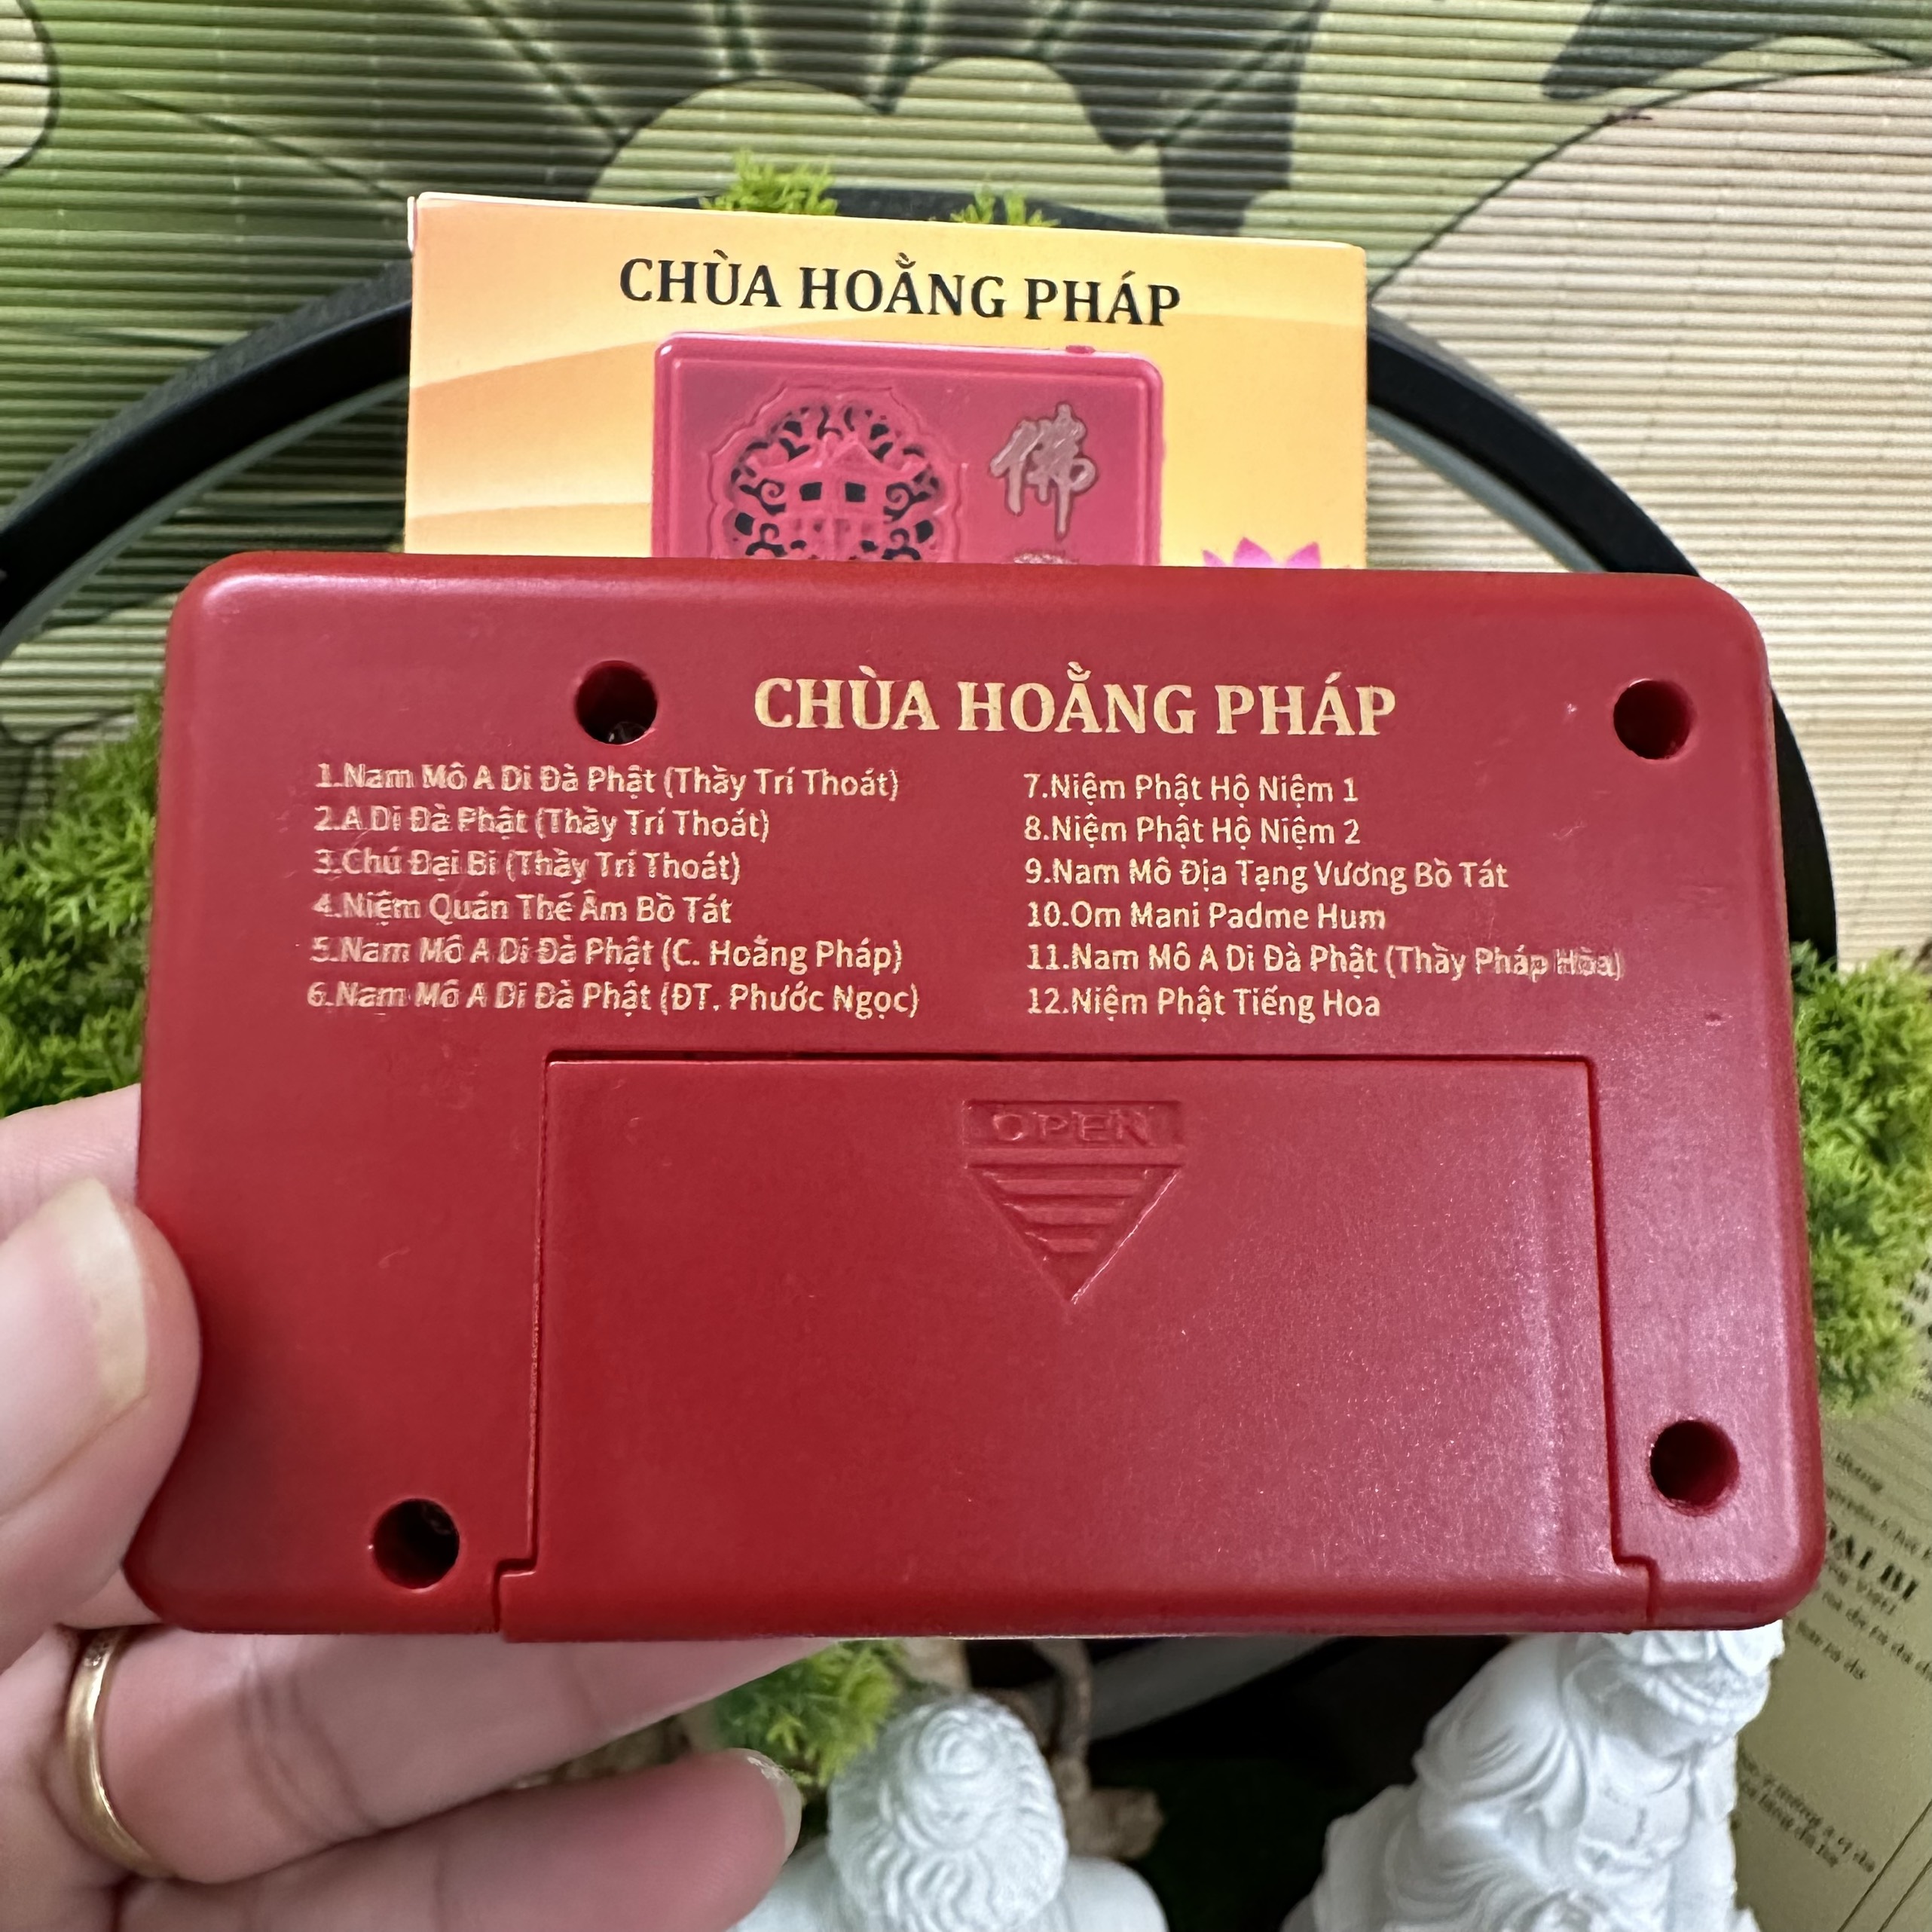 CHÙA HOẰNG PHÁP
佛
CHÙA HOẰNG PHÁP
1.Nam Mô A Di Đà Phật (Thầy Trí Thoát)
2.A Di Đà Phật (Thầy Trí Thoát)
3.Chú Đại Bi (Thầy Trí Thoát)
4.Niệm Quán Thế Âm Bồ Tát
5.Nam Mô A Di Đà Phật (C. Hoằng Pháp)
6.Nam Mô A Di Đà Phật (ĐT. Phước Ngọc)
7.Niệm Phật Hộ Niệm 1
8.Niệm Phật Hộ Niệm 2
9.Nam Mô Địa Tạng Vương Bồ Tát
10.Om Mani Padme Hum
11.Nam Mô A Di Đà Phật (Thầy Pháp Hòa)
12.Niệm Phật Tiếng Hoa
OPEN